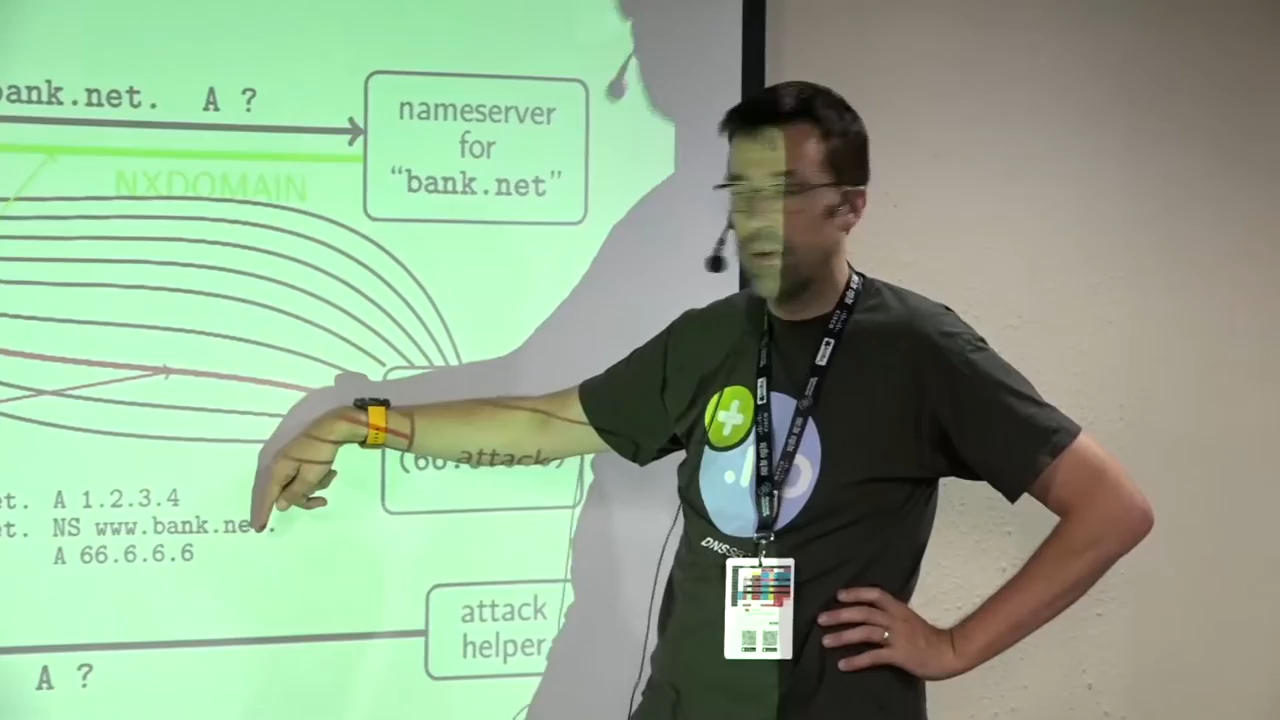 bank.net. A ?
nameserver
for
“bank.net”
NXDOMAIN
attack
et. A 1.2.3.4
et. NS www.bank.net.
A 66.6.6.6
attack
helper
A ?
DNSS